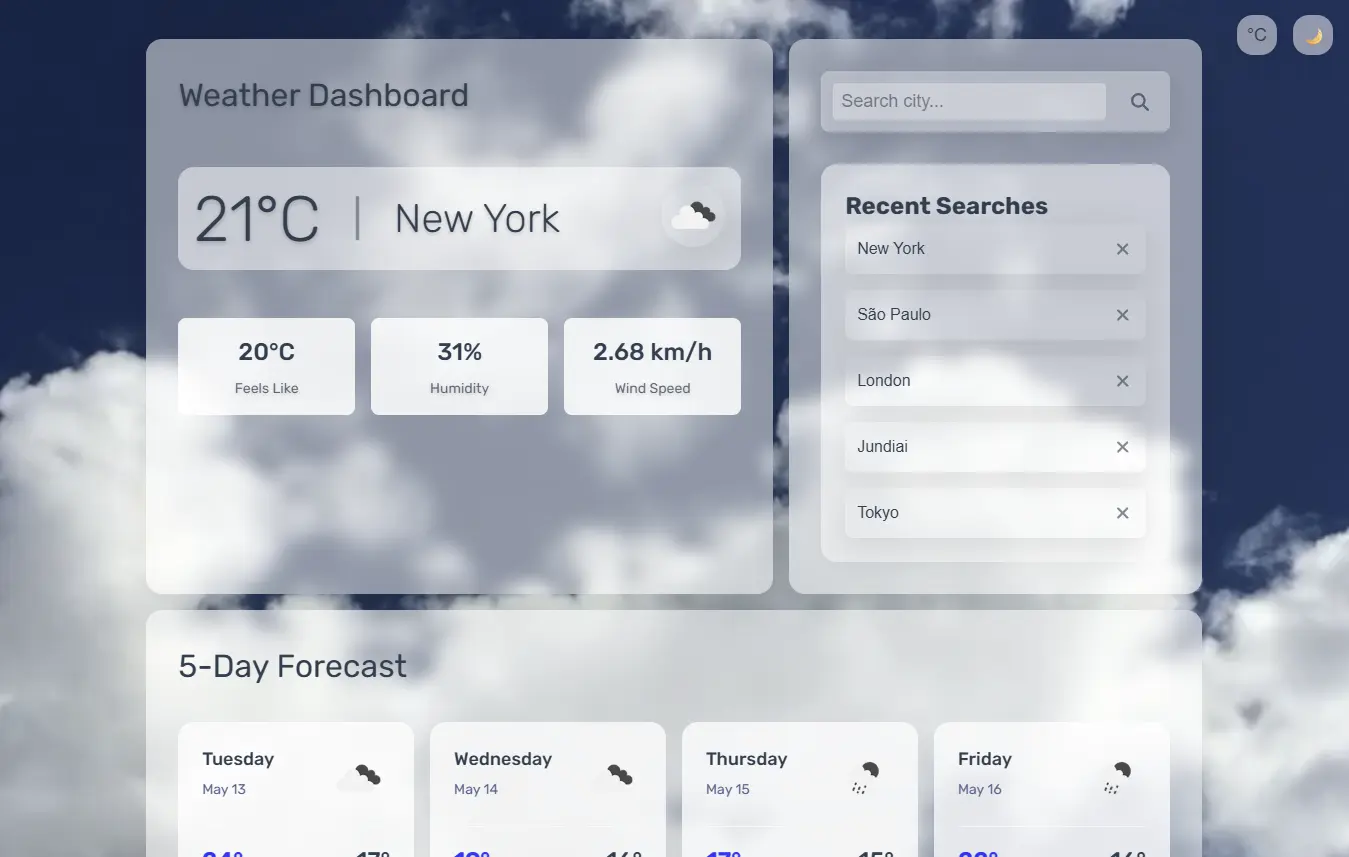 °C
Weather Dashboard
21°C | New York
20°C
Feels Like
31%
Humidity
2.68 km/h
Wind Speed
Search city...
Recent Searches
New York
São Paulo
London
Jundiai
Tokyo
5-Day Forecast
Tuesday
May 13
Wednesday
May 14
Thursday
May 15
Friday
May 16